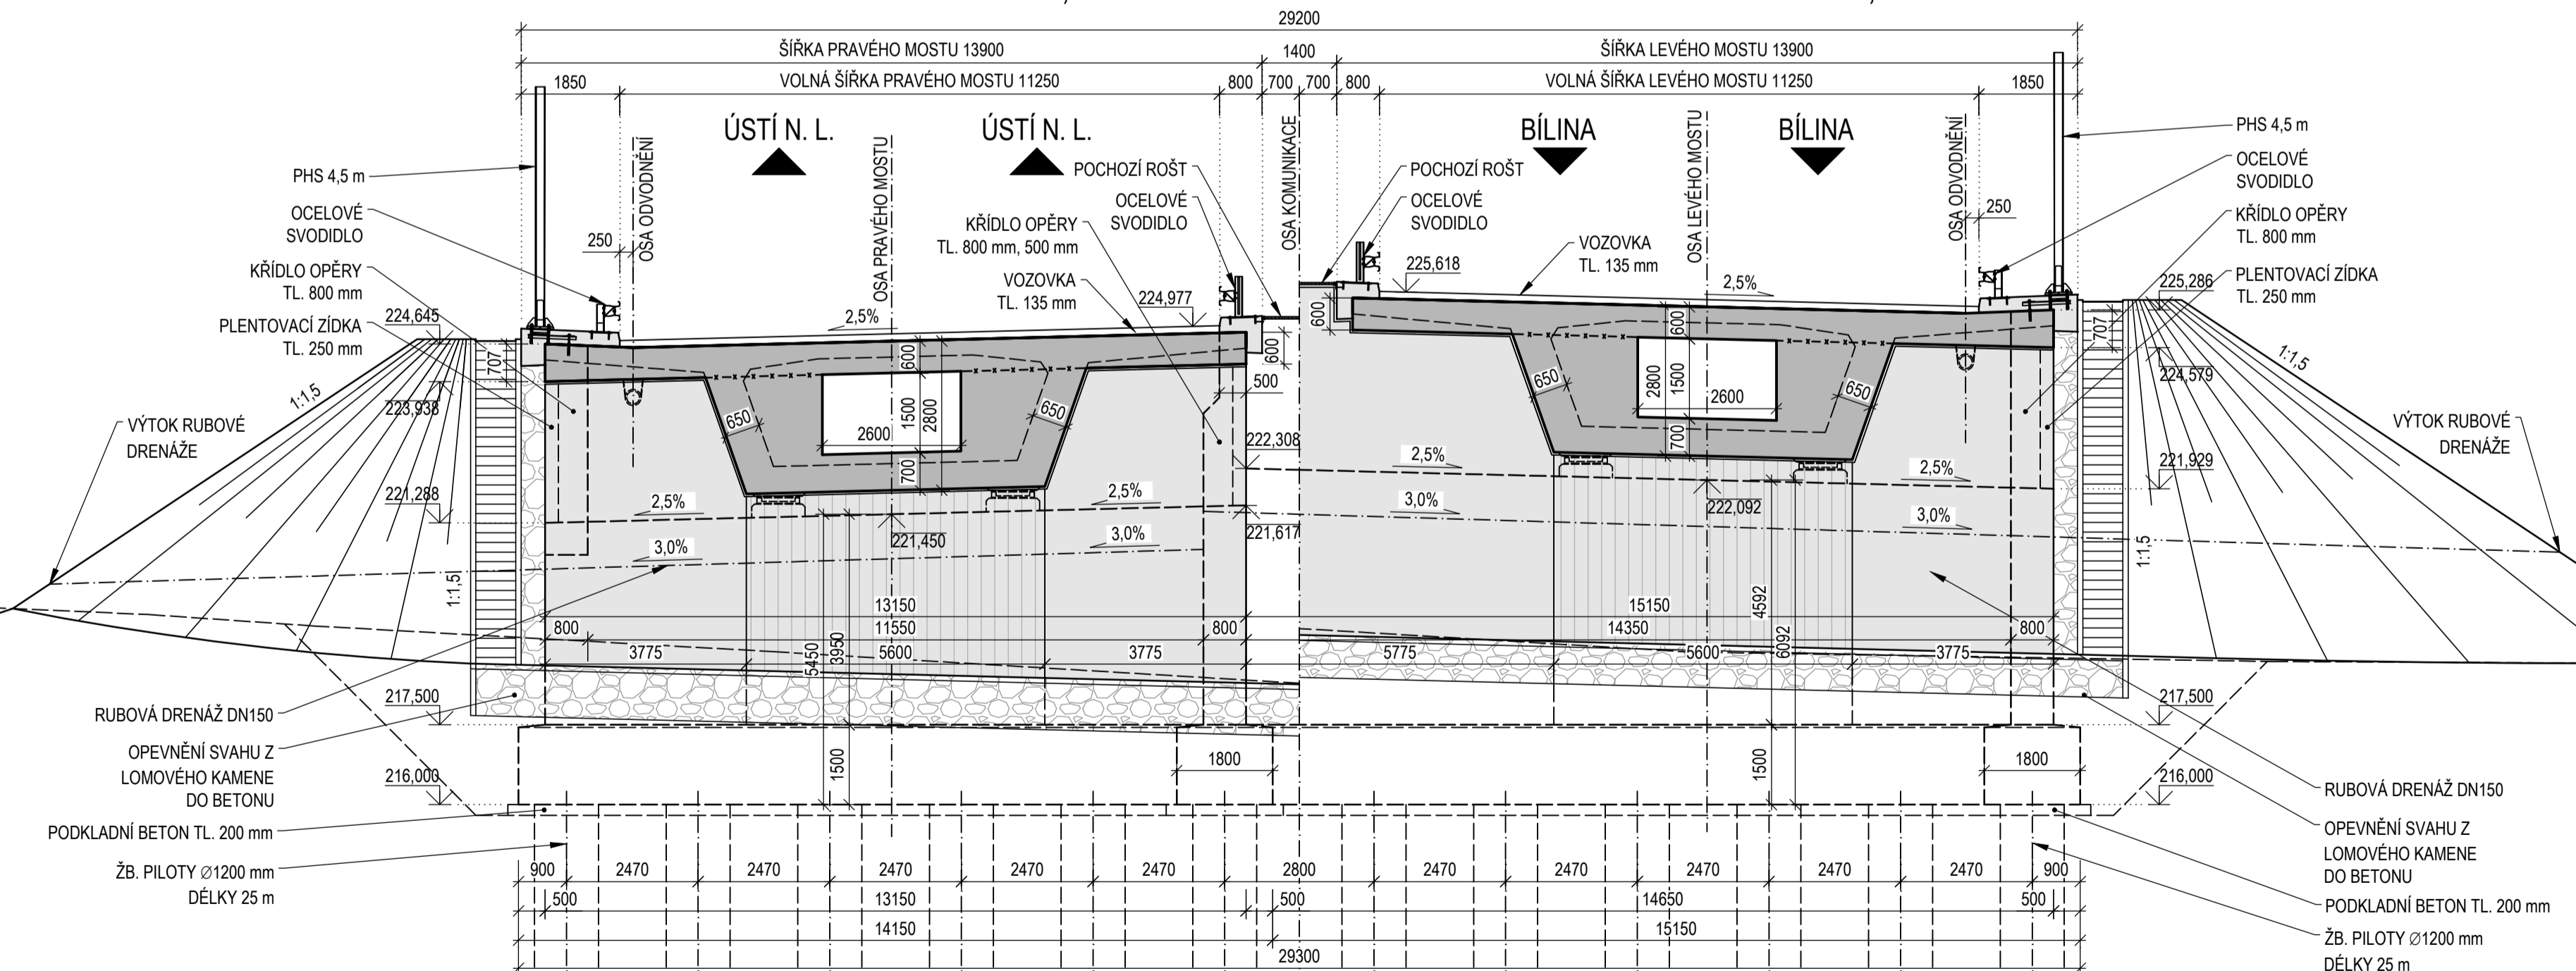 29200
ŠÍŘKA PRAVÉHO MOSTU 13900
1400
ŠÍŘKA LEVÉHO MOSTU 13900
1850
VOLNÁ ŠÍŘKA PRAVÉHO MOSTU 11250
800
700
700
800
VOLNÁ ŠÍŘKA LEVÉHO MOSTU 11250
1850
ÚSTÍ N. L.
ÚSTÍ N. L.
BÍLINA
BÍLINA
OSA ODVODNĚNÍ
OSA PRAVÉHO MOSTU
OSA KOMUNIKACE
OSA LEVÉHO MOSTU
OSA ODVODNĚNÍ
PHS 4,5 m
OCELOVÉ
SVODIDLO
250
KŘÍDLO OPĚRY
TL. 800 mm
PLENTOVACÍ ZÍDKA
TL. 250 mm
224,645
707
223,938
1:1,5
VÝTOK RUBOVÉ
DRENÁŽE
221,288
1:1,5
POCHOZÍ ROŠT
OCELOVÉ
SVODIDLO
KŘÍDLO OPĚRY
TL. 800 mm, 500 mm
VOZOVKA
TL. 135 mm
224,977
2,5%
600
600
500
650
650
2600
1500
2800
700
222,308
2,5%
2,5%
221,450
221,617
3,0%
3,0%
POCHOZÍ ROŠT
OCELOVÉ
SVODIDLO
225,618
VOZOVKA
TL. 135 mm
2,5%
600
600
650
650
2800
1500
2600
700
2,5%
2,5%
222,092
3,0%
3,0%
PHS 4,5 m
OCELOVÉ
SVODIDLO
250
KŘÍDLO OPĚRY
TL. 800 mm
PLENTOVACÍ ZÍDKA
TL. 250 mm
225,286
707
224,579
1:1,5
VÝTOK RUBOVÉ
DRENÁŽE
221,929
1:1,5
13150
15150
800
11550
800
14350
800
3775
5600
3775
5775
5600
3775
5450
3950
4592
6092
1500
1500
RUBOVÁ DRENÁŽ DN150
217,500
OPEVNĚNÍ SVAHU Z
LOMOVÉHO KAMENE
DO BETONU
216,000
1800
1800
217,500
216,000
RUBOVÁ DRENÁŽ DN150
PODKLADNÍ BETON TL. 200 mm
ŽB. PILOTY Ø1200 mm
DÉLKY 25 m
OPEVNĚNÍ SVAHU Z
LOMOVÉHO KAMENE
DO BETONU
PODKLADNÍ BETON TL. 200 mm
ŽB. PILOTY Ø1200 mm
DÉLKY 25 m
900
2470
2470
2470
2470
2470
2800
2470
2470
2470
2470
2470
900
500
13150
500
14650
500
14150
15150
29300